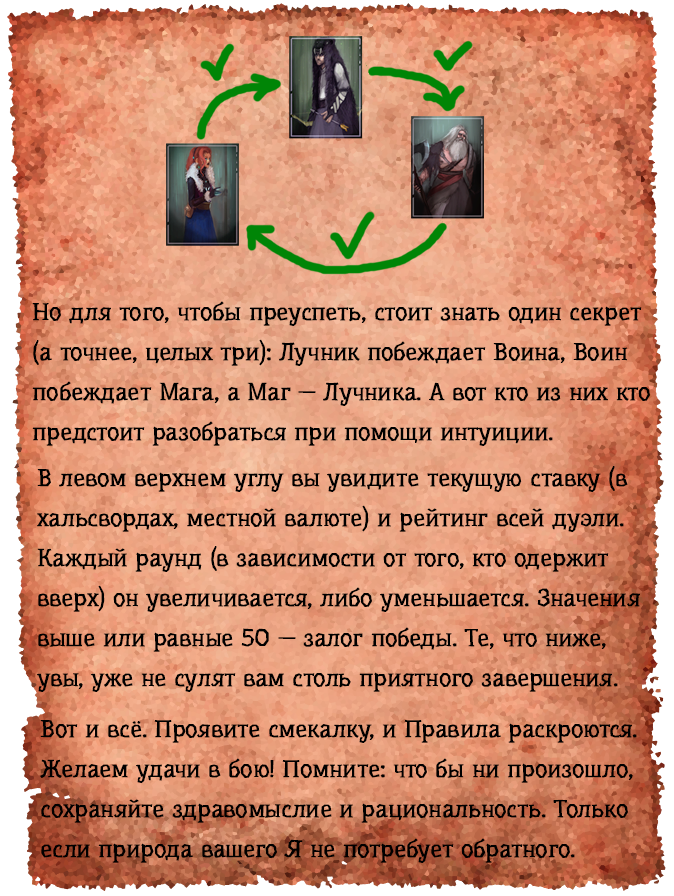 Но для того, чтобы преуспеть, стоит знать один секрет
(а точнее, целых три): Лучник побеждает Воина, Воин
побеждает Мага, а Маг — Лучника. А вот кто из них кто
предстоит разобраться при помощи интуиции.
В левом верхнем углу вы увидите текущую ставку (в
хальсвордах, местной валюте) и рейтинг всей дуэли.
Каждый раунд (в зависимости от того, кто одержит
вверх) он увеличивается, либо уменьшается. Значения
выше или равные 50 — залог победы. Те, что ниже,
увы, уже не сулят вам столь приятного завершения.
Вот и всё. Проявите смекалку, и Правила раскроются.
Желаем удачи в бою! Помните: что бы ни произошло,
сохраняйте здравомыслие и рациональность. Только
если природа вашего Я не потребует обратного.